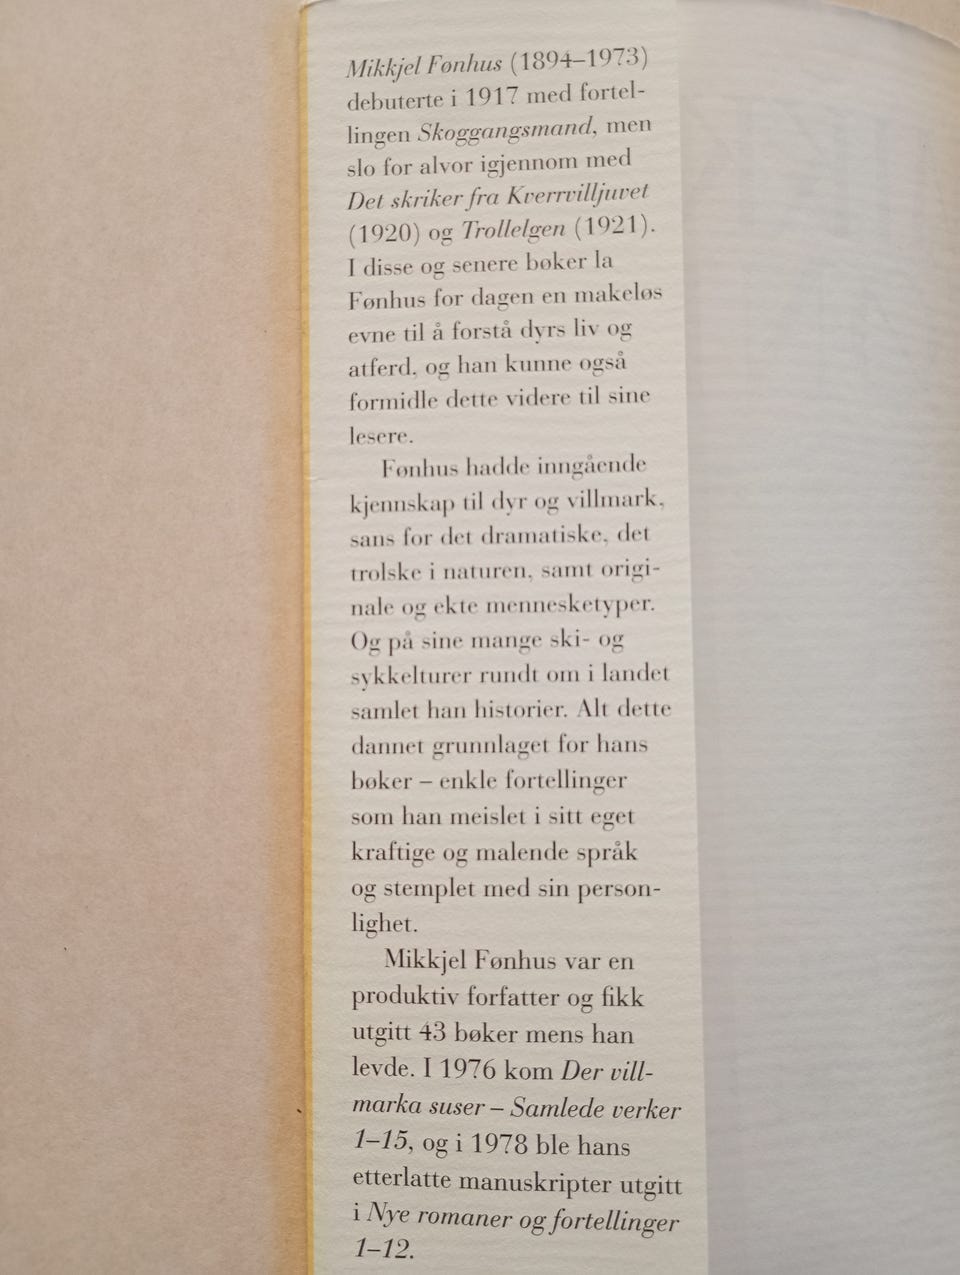 Mikkjel Fønhus (1894–1973)
debuterte i 1917 med fortel-
lingen Skoggangsmand, men
slo for alvor igjennom med
Det skriker fra Kverrvilljuvet
(1920) og Trollelgen (1921).
I disse og senere bøker la
Fønhus for dagen en makeløs
evne til å forstå dyrs liv og
atferd, og han kunne også
formidle dette videre til sine
lesere.
Fønhus hadde inngående
kjennskap til dyr og villmark,
sans for det dramatiske, det
trolske i naturen, samt origi-
nale og ekte mennesketyper.
Og på sine mange ski- og
sykkelturer rundt om i landet
samlet han historier. Alt dette
dannet grunnlaget for hans
bøker – enkle fortellinger
som han meislet i sitt eget
kraftige og malende språk
og stemplet med sin person-
lighet.
Mikkjel Fønhus var en
produktiv forfatter og fikk
utgitt 43 bøker mens han
levde. I 1976 kom Der vill-
marka suser – Samlede verker
1–15, og i 1978 ble hans
etterlatte manuskripter utgitt
i Nye romaner og fortellinger
1–12.